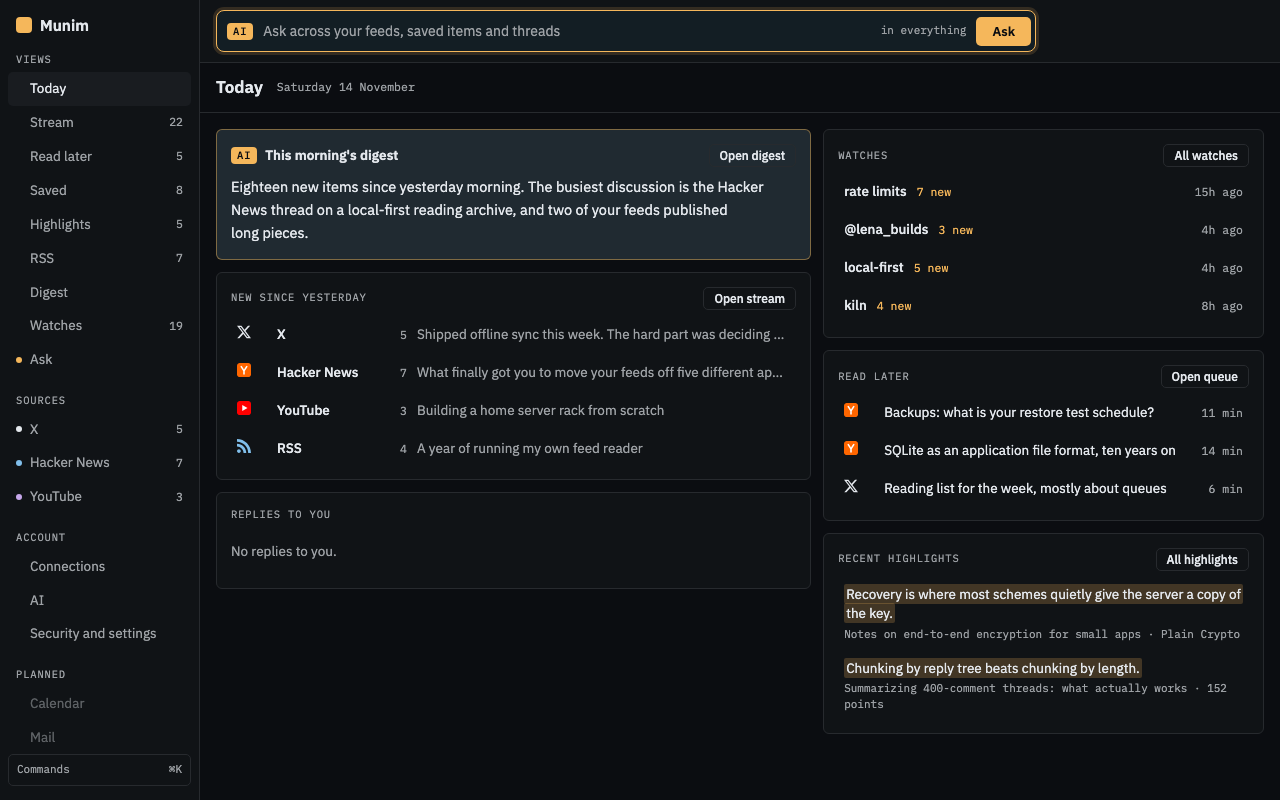 Munim
VIEWS
Today
Stream 22
Read later 5
Saved 8
Highlights 5
RSS 7
Digest
Watches 19
Ask
SOURCES
X 5
Hacker News 7
YouTube 3
ACCOUNT
Connections
AI
Security and settings
PLANNED
Calendar
Mail
Commands ⌘K
AI Ask across your feeds, saved items and threads in everything Ask
Today Saturday 14 November
AI This morning's digest Open digest
Eighteen new items since yesterday morning. The busiest discussion is the Hacker
News thread on a local-first reading archive, and two of your feeds published
long pieces.
NEW SINCE YESTERDAY Open stream
X 5 Shipped offline sync this week. The hard part was deciding ...
Y Hacker News 7 What finally got you to move your feeds off five different ap...
YouTube 3 Building a home server rack from scratch
RSS 4 A year of running my own feed reader
REPLIES TO YOU
No replies to you.
WATCHES All watches
rate limits 7 new 15h ago
@lena_builds 3 new 4h ago
local-first 5 new 4h ago
kiln 4 new 8h ago
READ LATER Open queue
Y Backups: what is your restore test schedule? 11 min
Y SQLite as an application file format, ten years on 14 min
Reading list for the week, mostly about queues 6 min
RECENT HIGHLIGHTS All highlights
Recovery is where most schemes quietly give the server a copy of
the key.
Notes on end-to-end encryption for small apps · Plain Crypto
Chunking by reply tree beats chunking by length.
Summarizing 400-comment threads: what actually works · 152
points